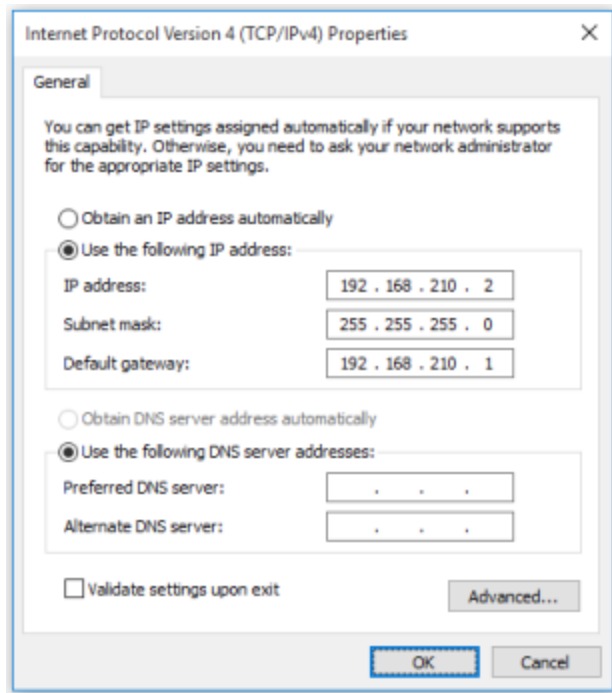 Internet Protocol Version 4 (TCP/IPv4) Properties
General
You can get IP settings assigned automatically if your network supports
this capability. Otherwise, you need to ask your network administrator
for the appropriate IP settings.
Obtain an IP address automatically
Use the following IP address:
IP address: 192 . 168 . 210 . 2
Subnet mask: 255 . 255 . 255 . 0
Default gateway: 192 . 168 . 210 . 1
Obtain DNS server address automatically
Use the following DNS server addresses:
Preferred DNS server: . . .
Alternate DNS server: . . .
Validate settings upon exit
Advanced...
OK Cancel